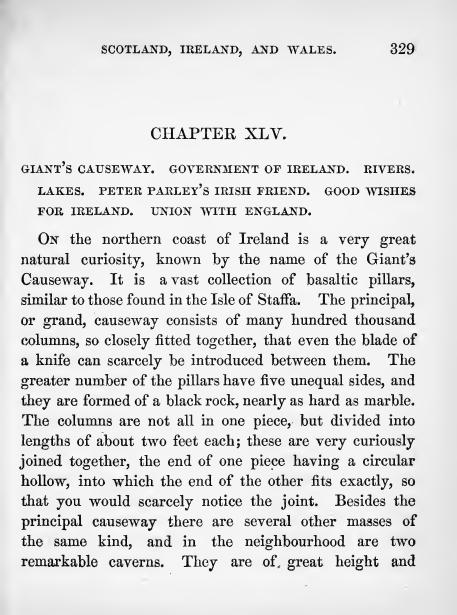 SCOTLAND, IRELAND, AND WALES. 329
CHAPTER XLV.
GIANT'S CAUSEWAY. GOVERNMENT OF IRELAND. RIVERS.
LAKES. PETER PARLEY'S IRISH FRIEND. GOOD WISHES
FOR IRELAND. UNION WITH ENGLAND.
ON the northern coast of Ireland is a very great
natural curiosity, known by the name of the Giant's
Causeway. It is a vast collection of basaltic pillars,
similar to those found in the Isle of Staffa. The principal,
or grand, causeway consists of many hundred thousand
columns, so closely fitted together, that even the blade of
a knife can scarcely be introduced between them. The
greater number of the pillars have five unequal sides, and
they are formed of a black rock, nearly as hard as marble.
The columns are not all in one piece, but divided into
lengths of about two feet each; these are very curiously
joined together, the end of one piece having a circular
hollow, into which the end of the other fits exactly, so
that you would scarcely notice the joint. Besides the
principal causeway there are several other masses of
the same kind, and in the neighbourhood are two
remarkable caverns. They are of great height and